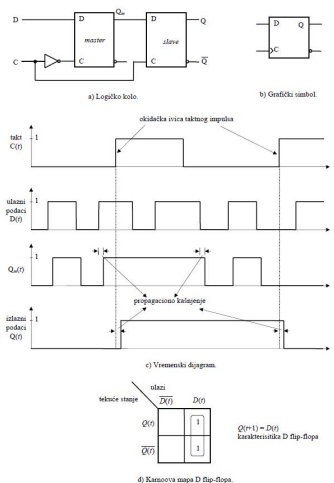 D D Qm D Q
master slave
C C C Q
a) Logičko kolo.
D Q
C
b) Grafički simbol.
okidačka ivica taktnog impulsa
takt
C(t)
1
ulazni
podaci
D(t)
1
Qm(t)
1
propagaciono kašnjenje
izlazni
podaci
Q(t)
1
c) Vremenski dijagram.
ulazi
tekuće stanje D(t) D(t)
Q(t) 1
Q(t) 1
Q(t+1) = D(t)
karakterisitika D flip-flopa
d) Karnoova mapa D flip-flopa.